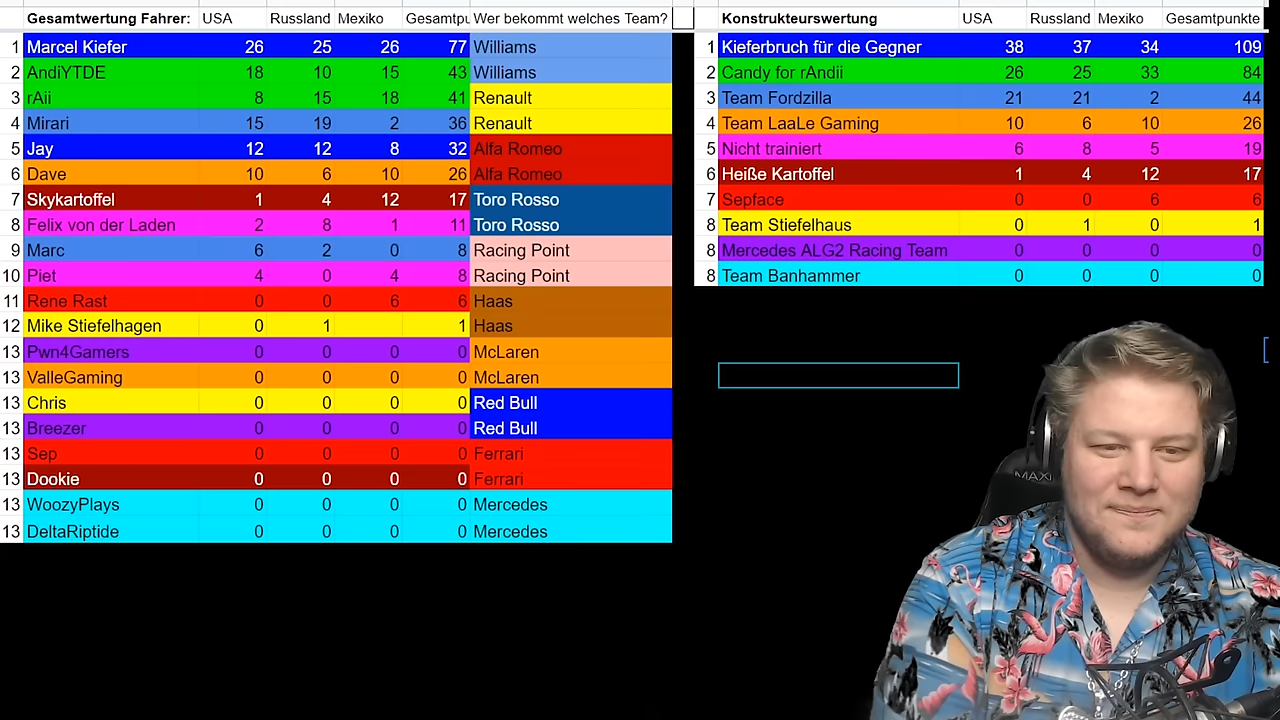 Gesamtwertung Fahrer: USA Russland Mexiko Gesamtpu Wer bekommt welches Team?
1 Marcel Kiefer 26 25 26 77 Williams
2 AndiYTDE 18 10 15 43 Williams
3 rAii 8 15 18 41 Renault
4 Mirari 15 19 2 36 Renault
5 Jay 12 12 8 32 Alfa Romeo
6 Dave 10 6 10 26 Alfa Romeo
7 Skykartoffel 1 4 12 17 Toro Rosso
8 Felix von der Laden 2 8 1 11 Toro Rosso
9 Marc 6 2 0 8 Racing Point
10 Piet 4 0 4 8 Racing Point
11 Rene Rast 0 0 6 6 Haas
12 Mike Stiefelhagen 0 1 1 Haas
13 Pwn4Gamers 0 0 0 0 McLaren
13 ValleGaming 0 0 0 0 McLaren
13 Chris 0 0 0 0 Red Bull
13 Breezer 0 0 0 0 Red Bull
13 Sep 0 0 0 0 Ferrari
13 Dookie 0 0 0 0 Ferrari
13 WoozyPlays 0 0 0 0 Mercedes
13 DeltaRiptide 0 0 0 0 Mercedes
Konstrukteurswertung USA Russland Mexiko Gesamtpunkte
1 Kieferbruch für die Gegner 38 37 34 109
2 Candy for rAndii 26 25 33 84
3 Team Fordzilla 21 21 2 44
4 Team LaaLe Gaming 10 6 10 26
5 Nicht trainiert 6 8 5 19
6 Heiße Kartoffel 1 4 12 17
7 Sepface 0 0 6 6
8 Team Stiefelhaus 0 1 0 1
8 Mercedes ALG2 Racing Team 0 0 0 0
8 Team Banhammer 0 0 0 0
MAXI